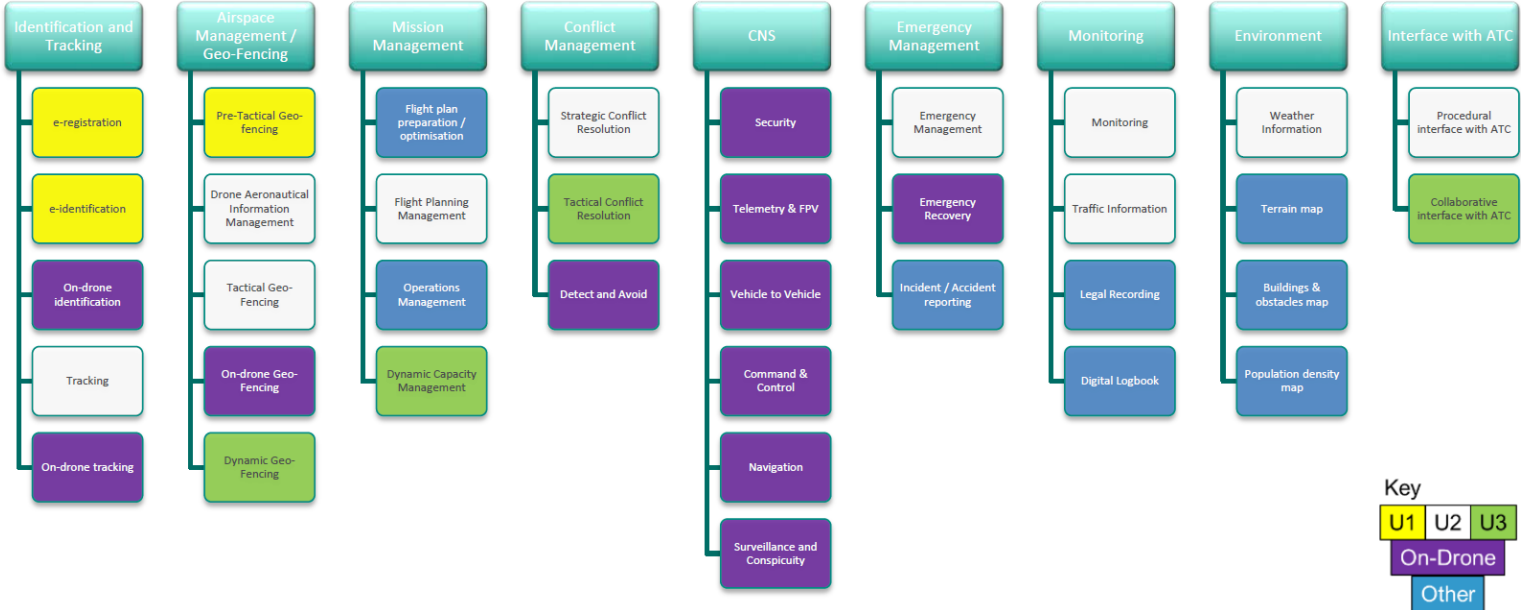 Identification and
Tracking
e-registration
e-identification
On-drone
identification
Tracking
On-drone tracking
Airspace
Management /
Geo-Fencing
Pre-Tactical Geo-
fencing
Drone Aeronautical
Information
Management
Tactical Geo-
Fencing
On-drone Geo-
Fencing
Dynamic Geo-
Fencing
Mission
Management
Flight plan
preparation /
optimisation
Flight Planning
Management
Operations
Management
Dynamic Capacity
Management
Conflict
Management
Strategic Conflict
Resolution
Tactical Conflict
Resolution
Detect and Avoid
CNS
Security
Telemetry & FPV
Vehicle to Vehicle
Command &
Control
Navigation
Surveillance and
Conspicuity
Emergency
Management
Emergency
Management
Emergency
Recovery
Incident / Accident
reporting
Monitoring
Monitoring
Traffic Information
Legal Recording
Digital Logbook
Environment
Weather
Information
Terrain map
Buildings &
obstacles map
Population density
map
Interface with ATC
Procedural
interface with ATC
Collaborative
interface with ATC
Key
U1 U2 U3
On-Drone
Other